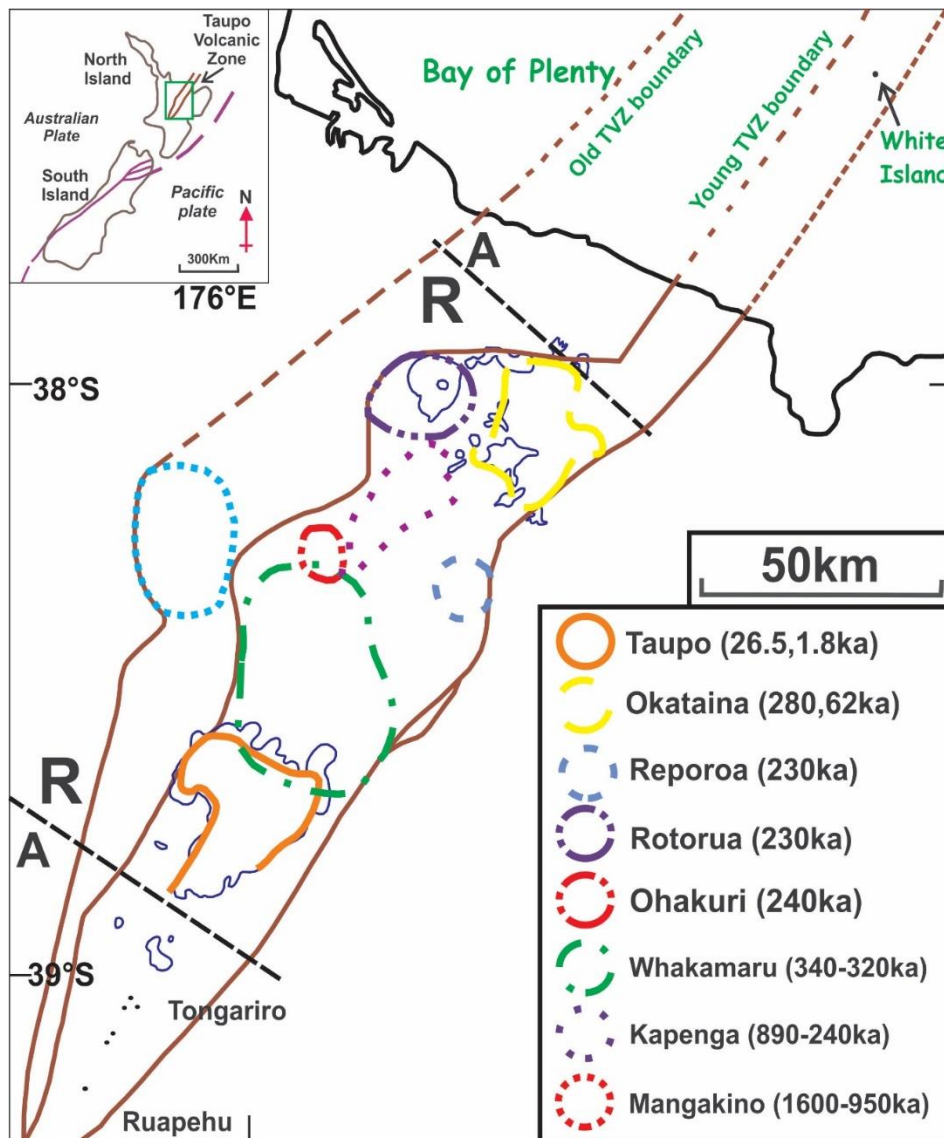 North
Island
Taupo
Volcanic
Zone
Australian
Plate
South
Island
Pacific
plate
N
300Km
176°E
Bay of Plenty
Old TVZ boundary
Young TVZ boundary
White
Island
A
R
38°S
50km
R
A
39°S
Tongariro
Ruapehu
Taupo (26.5,1.8ka)
Okataina (280,62ka)
Reporoa (230ka)
Rotorua (230ka)
Ohakuri (240ka)
Whakamaru (340-320ka)
Kapenga (890-240ka)
Mangakino (1600-950ka)